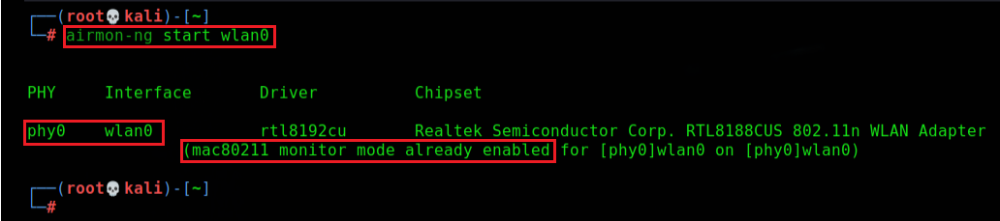 ┌──(root💀kali)-[~]
└─# airmon-ng start wlan0
PHY Interface Driver Chipset
phy0 wlan0 rtl8192cu Realtek Semiconductor Corp. RTL8188CUS 802.11n WLAN Adapter
(mac80211 monitor mode already enabled for [phy0]wlan0 on [phy0]wlan0)
┌──(root💀kali)-[~]
└─#